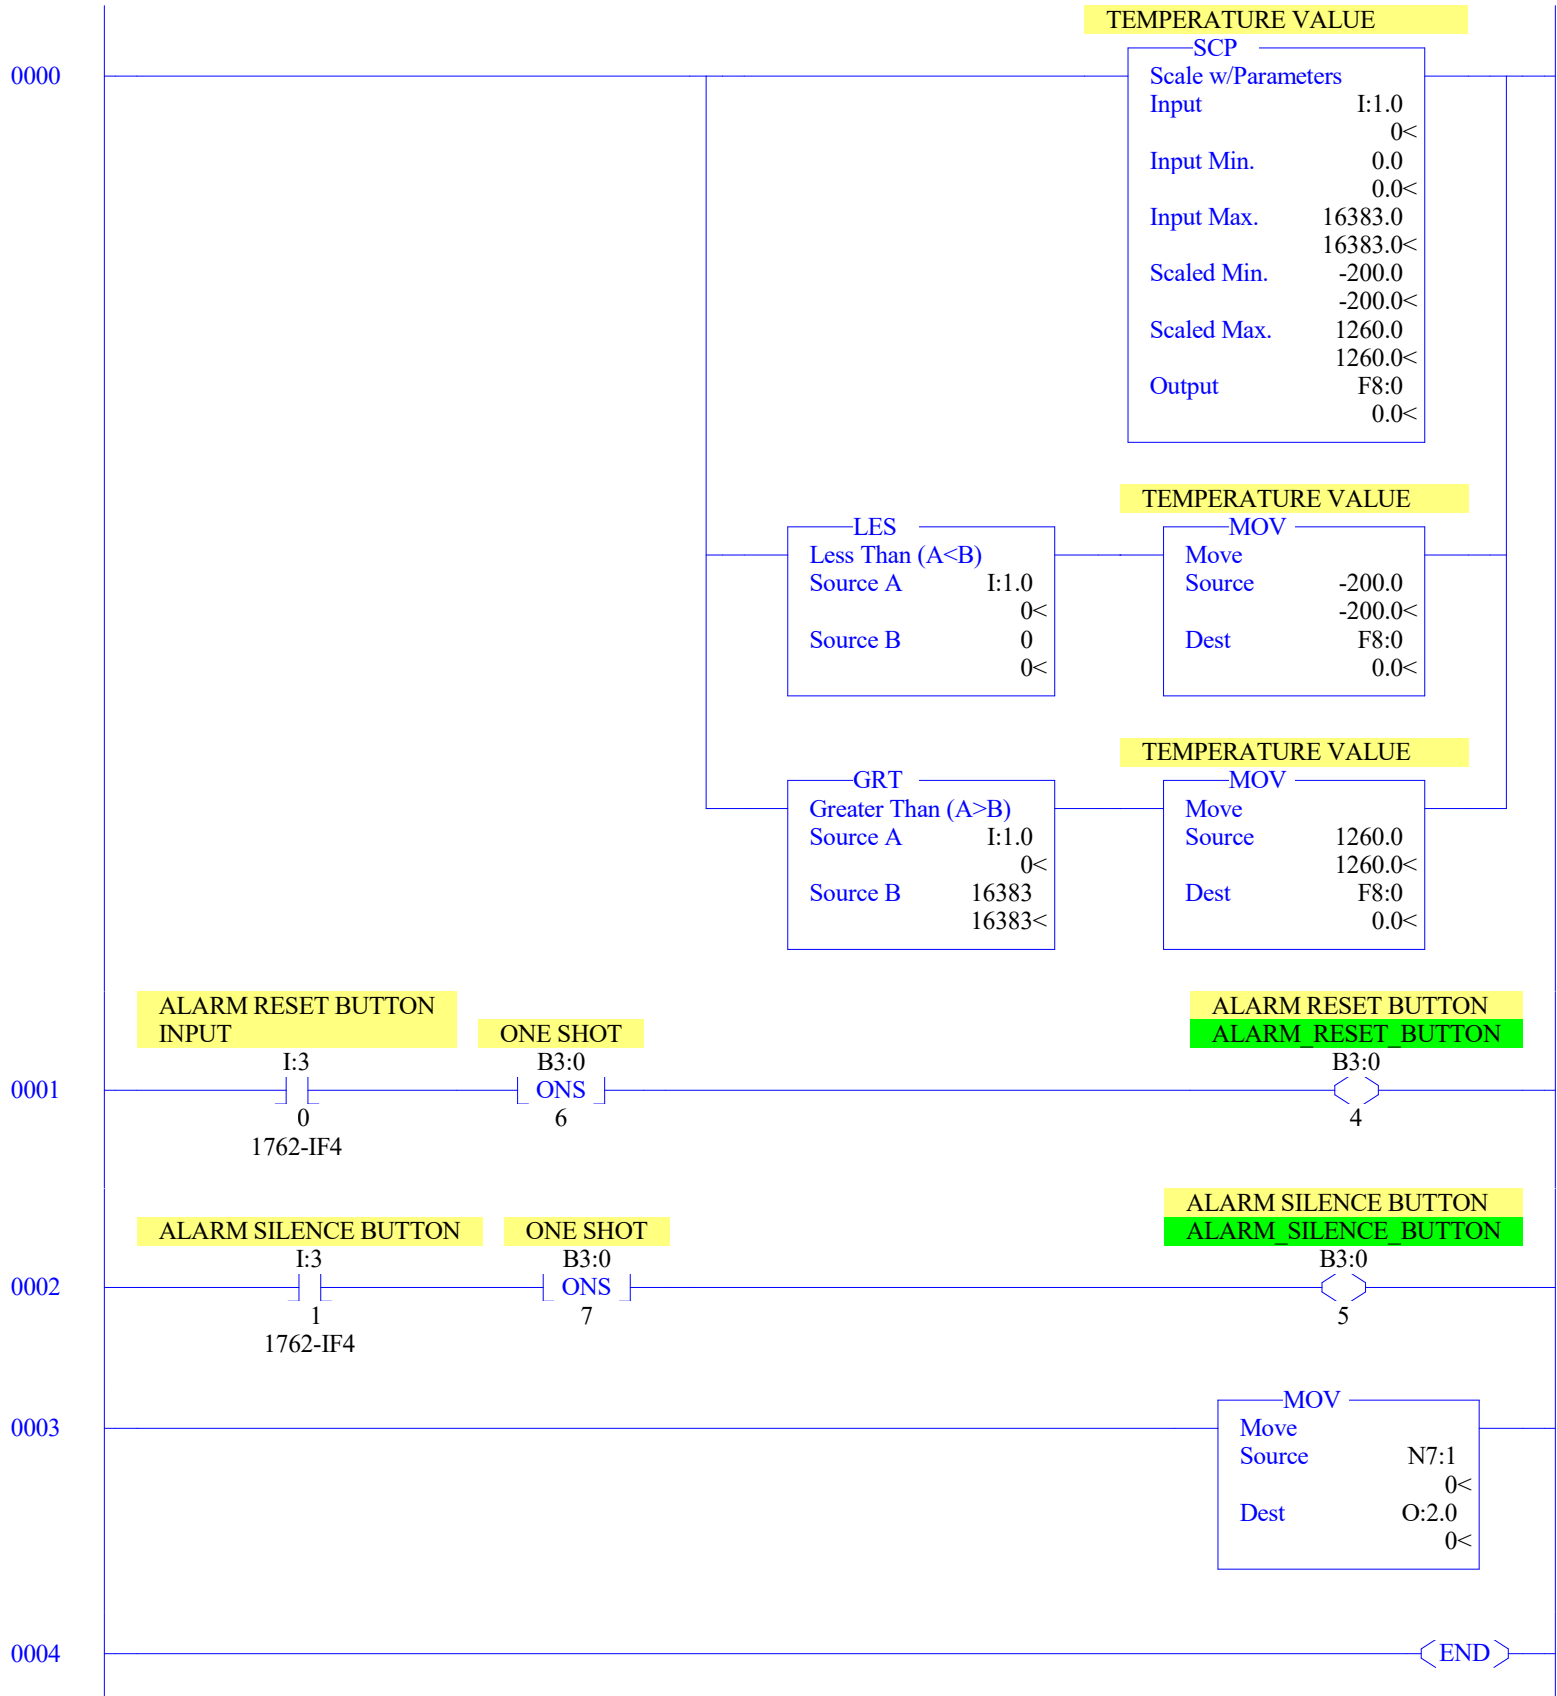 TEMPERATURE VALUE
SCP
0000
Scale w/Parameters
Input I:1.0
0<
Input Min. 0.0
0.0<
Input Max. 16383.0
16383.0<
Scaled Min. -200.0
-200.0<
Scaled Max. 1260.0
1260.0<
Output F8:0
0.0<
TEMPERATURE VALUE
LES MOV
Less Than (A<B) Move
Source A I:1.0 Source -200.0
0< -200.0<
Source B 0 Dest F8:0
0< 0.0<
TEMPERATURE VALUE
GRT MOV
Greater Than (A>B) Move
Source A I:1.0 Source 1260.0
0< 1260.0<
Source B 16383 Dest F8:0
16383< 0.0<
ALARM RESET BUTTON ALARM RESET BUTTON
INPUT ONE SHOT ALARM_RESET_BUTTON
I:3 B3:0 B3:0
0001 ONS
0 6 4
1762-IF4
ALARM SILENCE BUTTON
ALARM SILENCE BUTTON ONE SHOT ALARM_SILENCE_BUTTON
I:3 B3:0 B3:0
0002 ONS
1 7 5
1762-IF4
MOV
0003 Move
Source N7:1
0<
Dest O:2.0
0<
0004 END